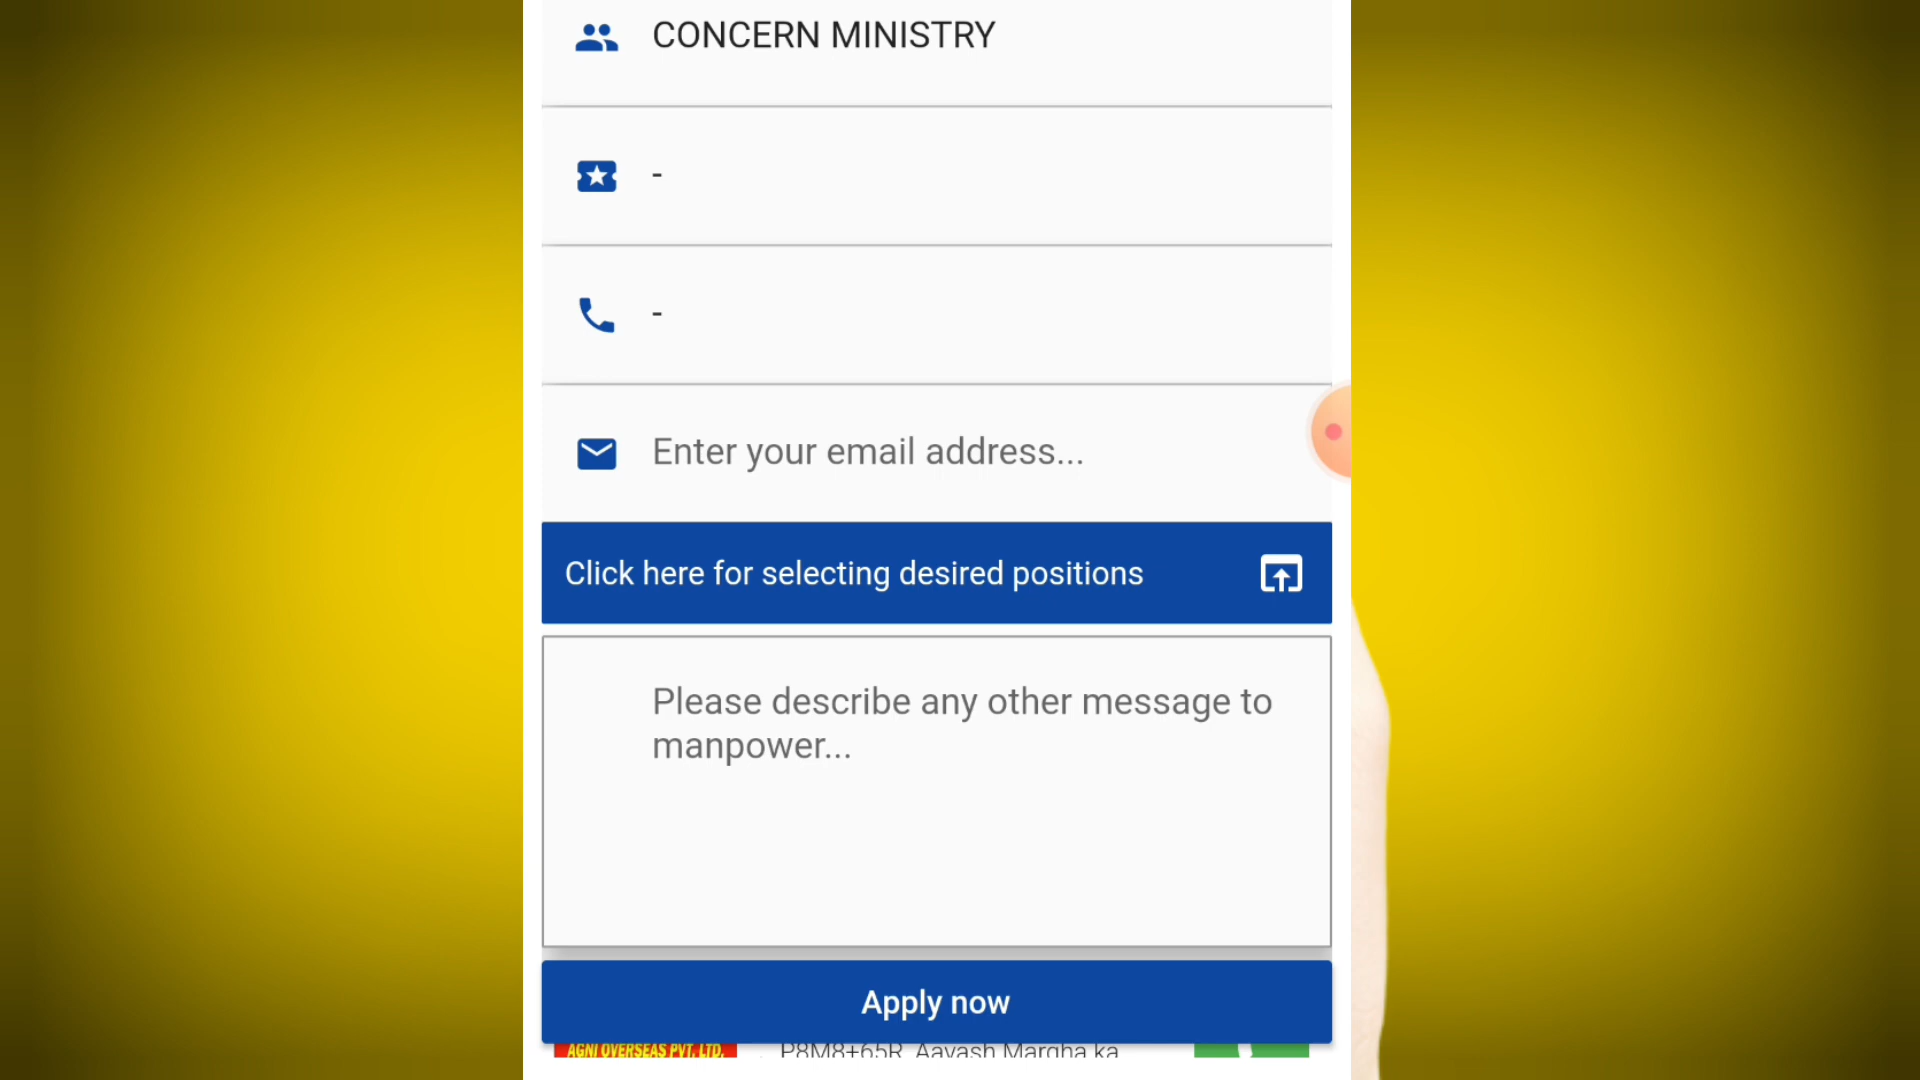 CONCERN MINISTRY
-
-
Enter your email address...
Click here for selecting desired positions
Please describe any other message to
manpower...
Apply now
AGNI OVERSEAS PVT. LTD.
P8M8+65R, Aavash Margha ka